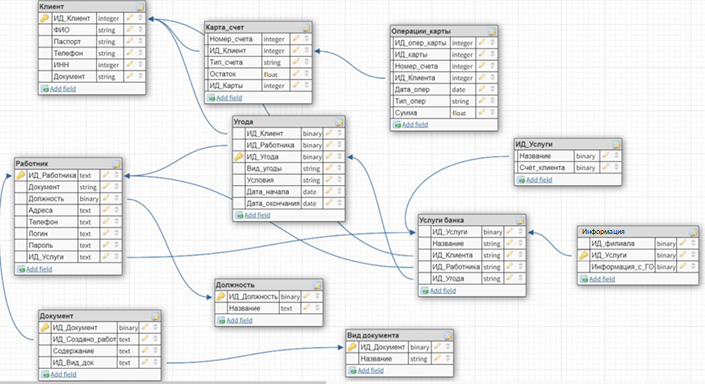 Клиент
ИД_Клиент integer
ФИО string
Паспорт string
Телефон string
ИНН integer
Документ string
Add field
Карта_счет
Номер_счета integer
ИД_Клиент integer
Тип_счета string
Остаток float
ИД_Карты integer
Add field
Операции_карты
ИД_опер_карты integer
ИД_карты integer
Номер_счета integer
ИД_Клиента integer
Дата_опер date
Тип_опер string
Сумма float
Add field
Угода
ИД_Клиент binary
ИД_Работника binary
ИД_Угода binary
Вид_угоды string
Условия string
Дата_начала date
Дата_окончания date
Add field
ИД_Услуги
Название binary
Счёт_клиента binary
Add field
Работник
ИД_Работника text
Документ string
Должность binary
Адреса text
Телефон text
Логин text
Пароль text
ИД_Услуги text
Add field
Услуги банка
ИД_Услуги binary
Название string
ИД_Клиента string
ИД_Работника binary
ИД_Угода string
Add field
Информация
ИД_филиала binary
ИД_Услуги binary
Информация_с_ГО binary
Add field
Должность
ИД_Должность binary
Название text
Add field
Документ
ИД_Документ binary
ИД_Создано_работ text
Содержание text
ИД_Вид_док text
Add field
Вид документа
ИД_Документ binary
Название string
Add field